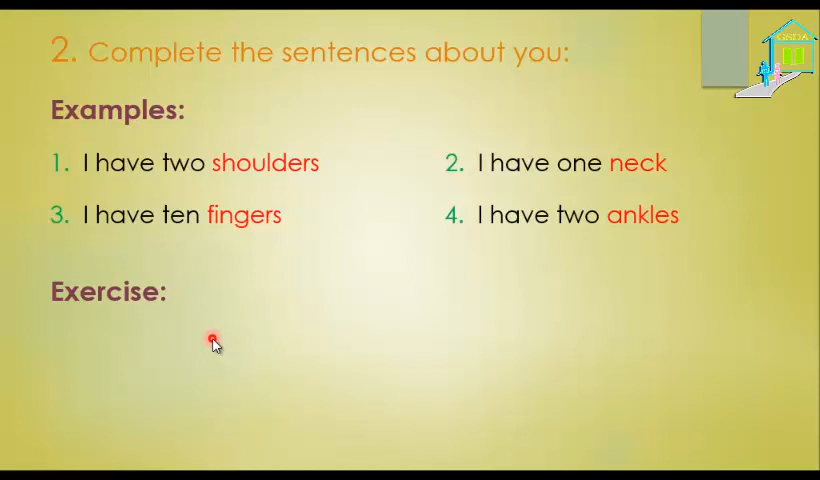 2. Complete the sentences about you:
GSDA
Examples:
1. I have two shoulders
2. I have one neck
3. I have ten fingers
4. I have two ankles
Exercise: